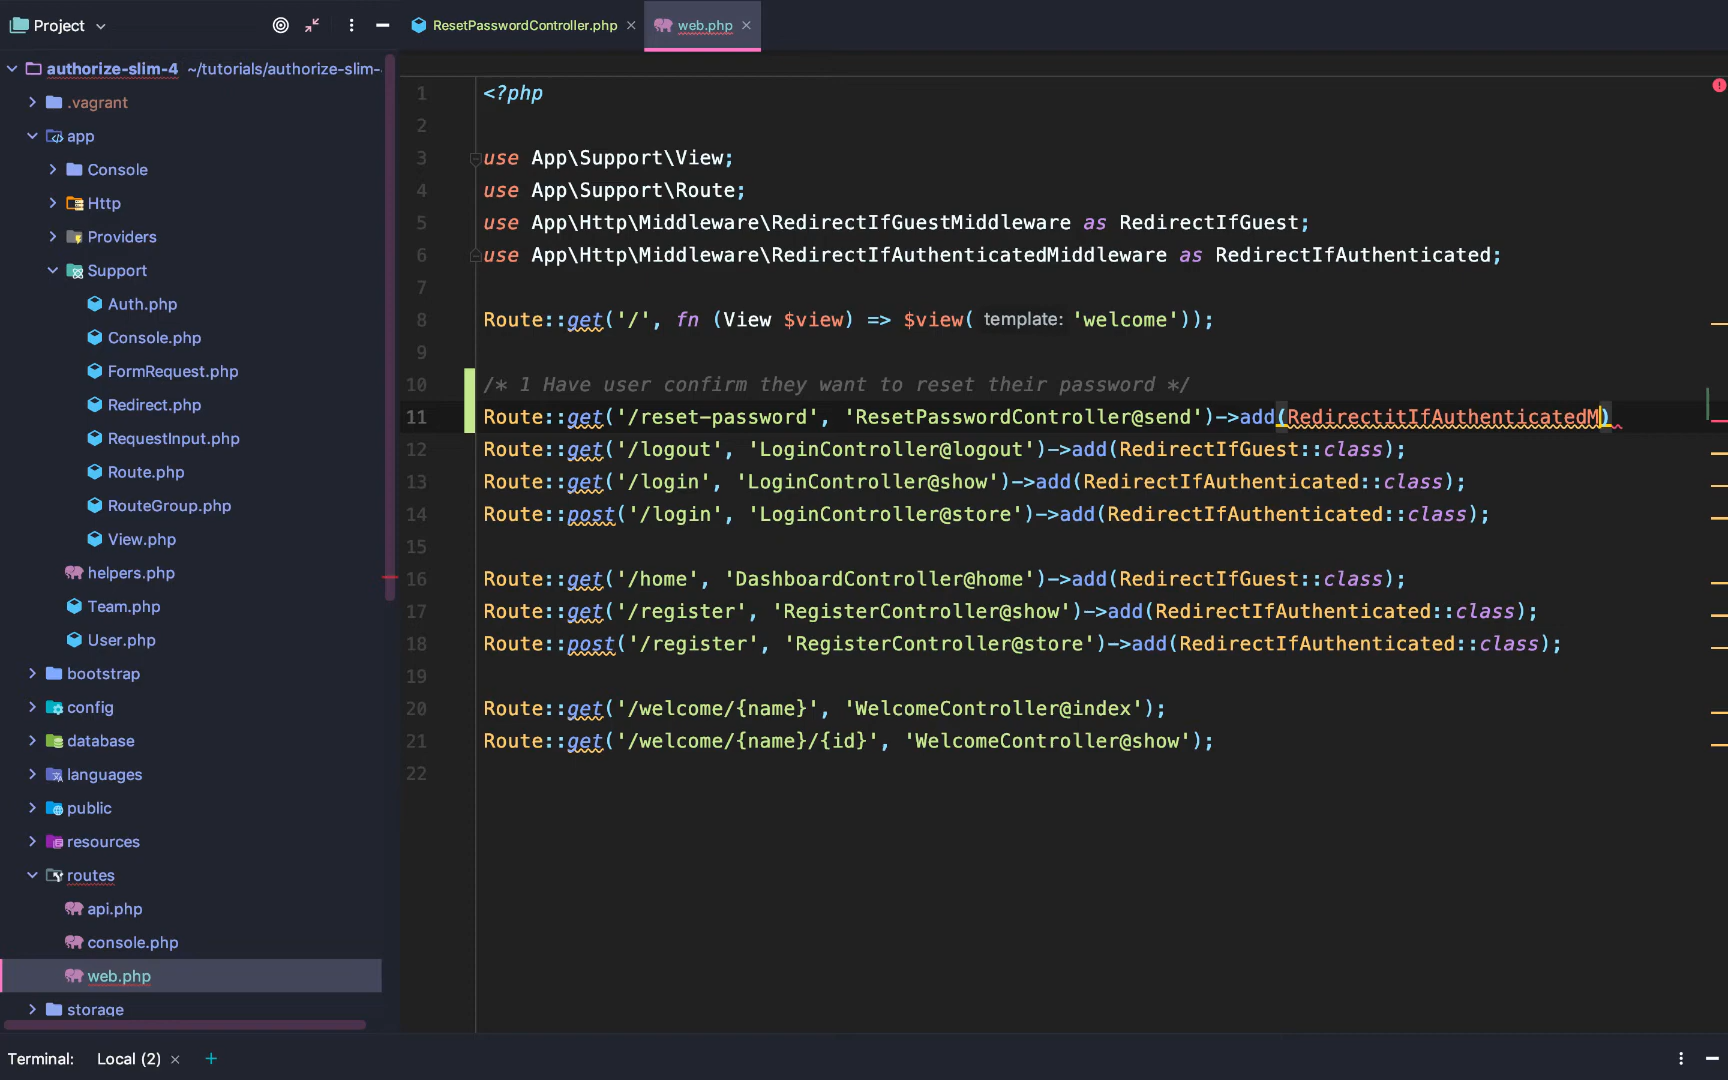 Project
ResetPasswordController.php
web.php
authorize-slim-4 ~/tutorials/authorize-slim-
.vagrant
app
Console
Http
Providers
Support
Auth.php
Console.php
FormRequest.php
Redirect.php
RequestInput.php
Route.php
RouteGroup.php
View.php
helpers.php
Team.php
User.php
bootstrap
config
database
languages
public
resources
routes
api.php
console.php
web.php
storage
1 <?php
2
3 use App\Support\View;
4 use App\Support\Route;
5 use App\Http\Middleware\RedirectIfGuestMiddleware as RedirectIfGuest;
6 use App\Http\Middleware\RedirectIfAuthenticatedMiddleware as RedirectIfAuthenticated;
7
8 Route::get('/', fn (View $view) => $view( template: 'welcome'));
9
10 /* 1 Have user confirm they want to reset their password */
11 Route::get('/reset-password', 'ResetPasswordController@send')->add(RedirectitIfAuthenticatedM)
12 Route::get('/logout', 'LoginController@logout')->add(RedirectIfGuest::class);
13 Route::get('/login', 'LoginController@show')->add(RedirectIfAuthenticated::class);
14 Route::post('/login', 'LoginController@store')->add(RedirectIfAuthenticated::class);
15
16 Route::get('/home', 'DashboardController@home')->add(RedirectIfGuest::class);
17 Route::get('/register', 'RegisterController@show')->add(RedirectIfAuthenticated::class);
18 Route::post('/register', 'RegisterController@store')->add(RedirectIfAuthenticated::class);
19
20 Route::get('/welcome/{name}', 'WelcomeController@index');
21 Route::get('/welcome/{name}/{id}', 'WelcomeController@show');
22
Terminal: Local (2)